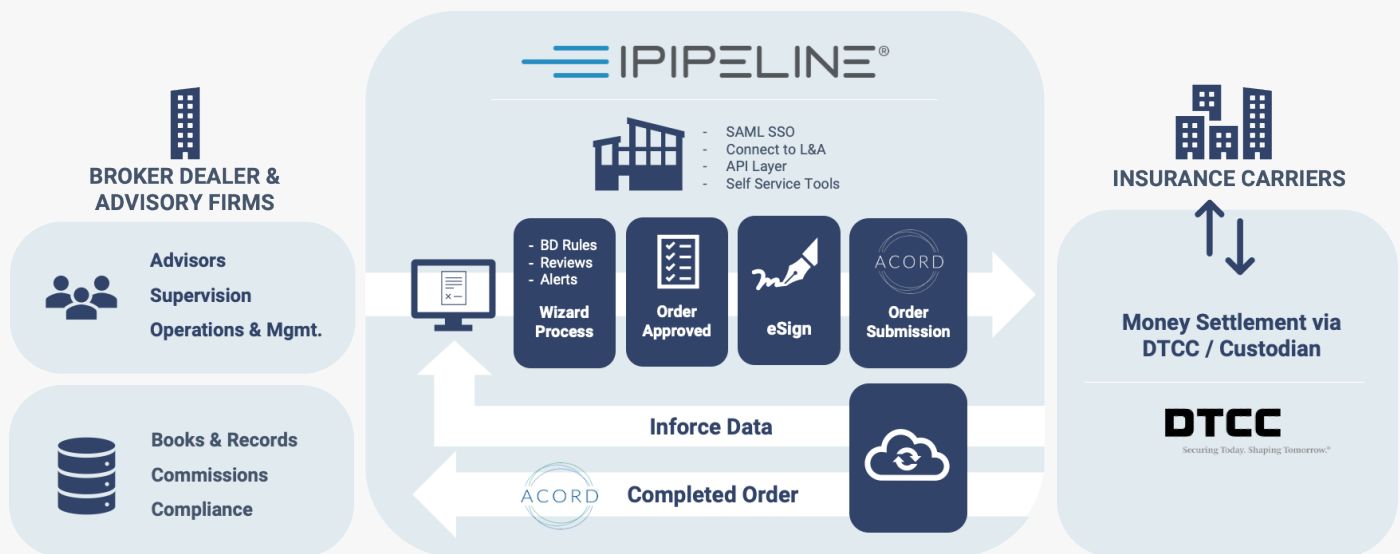 IPIPELINE®
- SAML SSO
- Connect to L&A
- API Layer
- Self Service Tools
BROKER DEALER &
ADVISORY FIRMS
Advisors
Supervision
Operations & Mgmt.
Books & Records
Commissions
Compliance
- BD Rules
- Reviews
- Alerts
Wizard
Process
Order
Approved
eSign
ACORD
Order
Submission
Inforce Data
ACORD
Completed Order
INSURANCE CARRIERS
Money Settlement via
DTCC / Custodian
DTCC
Securing Today. Shaping Tomorrow.®